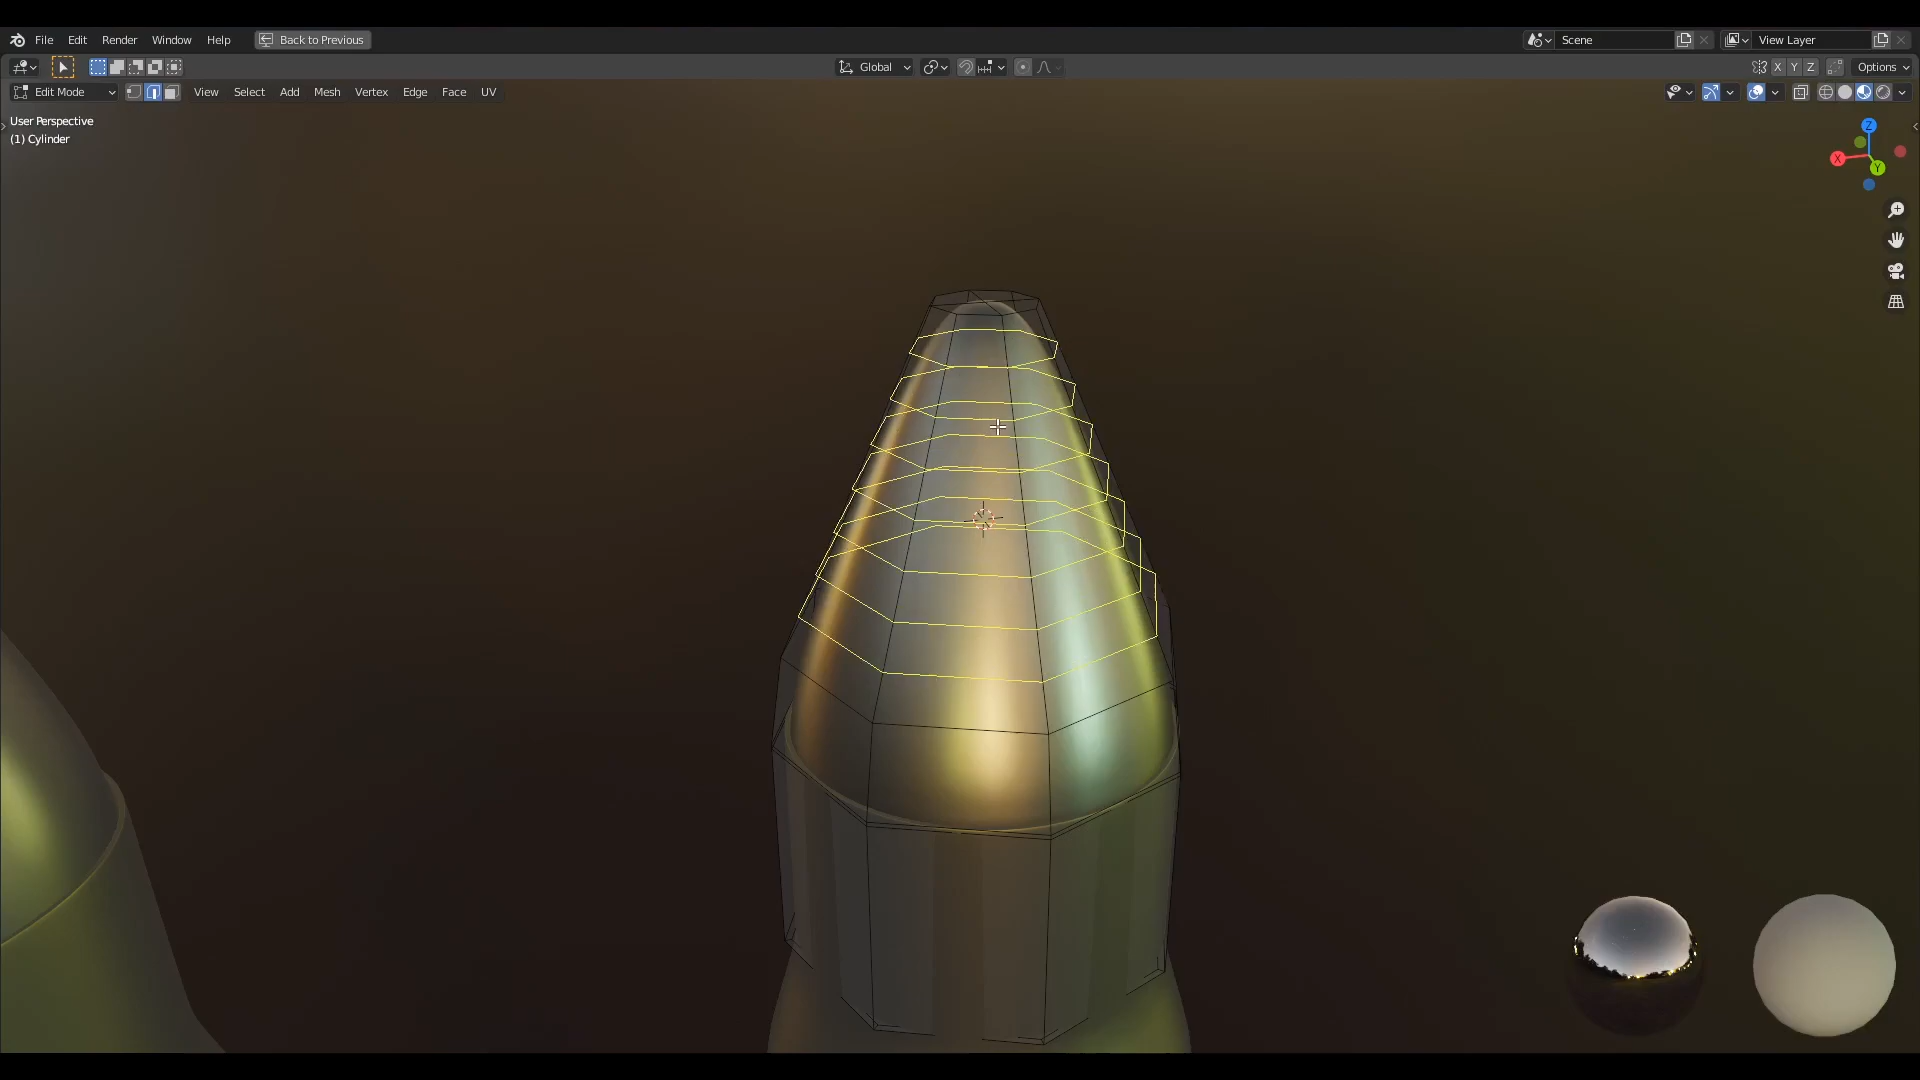 File Edit Render Window Help Back to Previous Scene View Layer
Global X Y Z Options
Edit Mode View Select Add Mesh Vertex Edge Face UV
User Perspective
(1) Cylinder
Z
X
Y